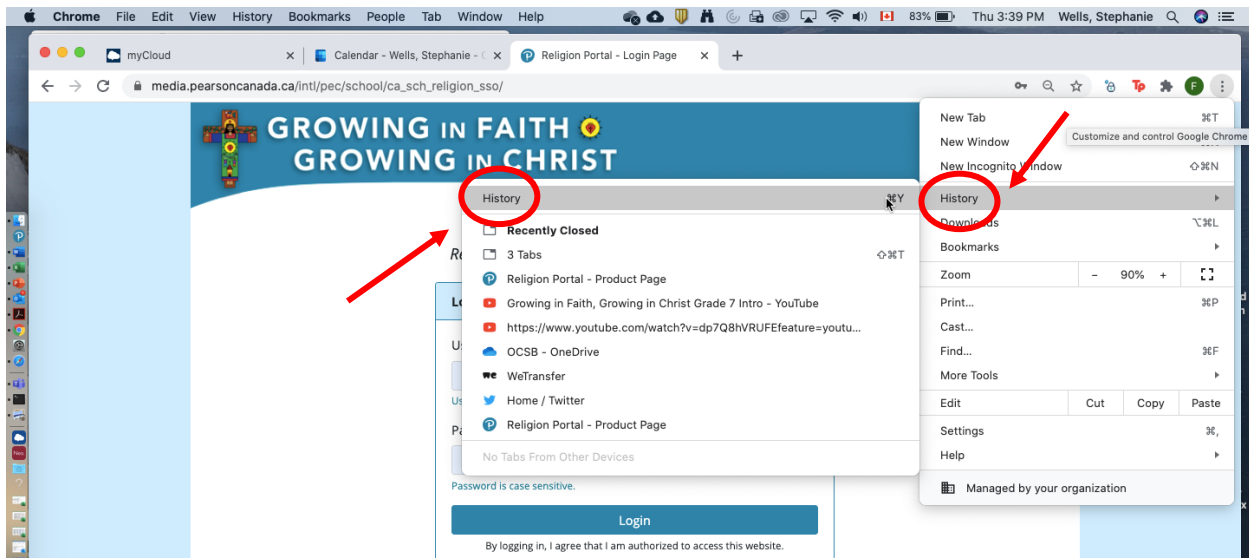 Chrome File Edit View History Bookmarks People Tab Window Help 83% Thu 3:39 PM Wells, Stephanie
myCloud Calendar - Wells, Stephanie - Religion Portal - Login Page
media.pearsoncanada.ca/intl/pec/school/ca_sch_religion_sso/ Tp F
GROWING IN FAITH
GROWING IN CHRIST
New Tab ⌘T
Customize and control Google Chrome
New Window
New Incognito Window ⇧⌘N
History
Downloads ⌥⌘L
Bookmarks
Zoom - 90% +
Print... ⌘P
Cast...
Find... ⌘F
More Tools
Edit Cut Copy Paste
Settings ⌘,
Help
Managed by your organization
History ⌘Y
Recently Closed
3 Tabs ⇧⌘T
Religion Portal - Product Page
Growing in Faith, Growing in Christ Grade 7 Intro - YouTube
https://www.youtube.com/watch?v=dp7Q8hVRUFEfeature=youtu...
OCSB - OneDrive
we WeTransfer
Home / Twitter
Religion Portal - Product Page
No Tabs From Other Devices
Password is case sensitive.
Login
By logging in, I agree that I am authorized to access this website.